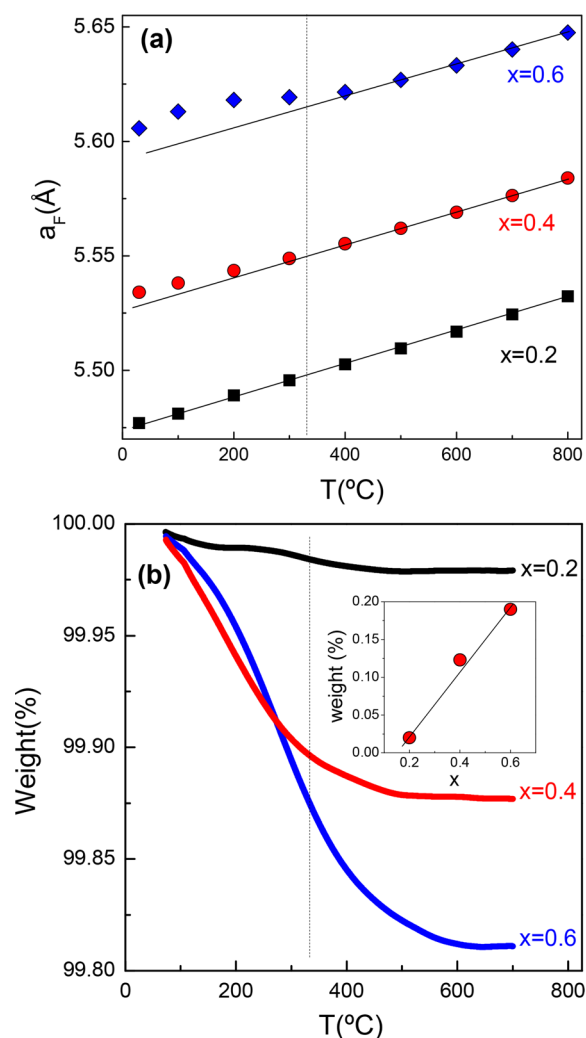 (a)
5.65
5.60
5.55
5.50
a_F(Å)
x=0.6
x=0.4
x=0.2
0 200 400 600 800
T(ºC)
(b)
100.00
99.95
99.90
99.85
99.80
Weight(%)
x=0.2
0.20
0.15
0.10
0.05
0.00
weight (%)
0.2 0.4 0.6
x
x=0.4
x=0.6
0 200 400 600 800
T(ºC)